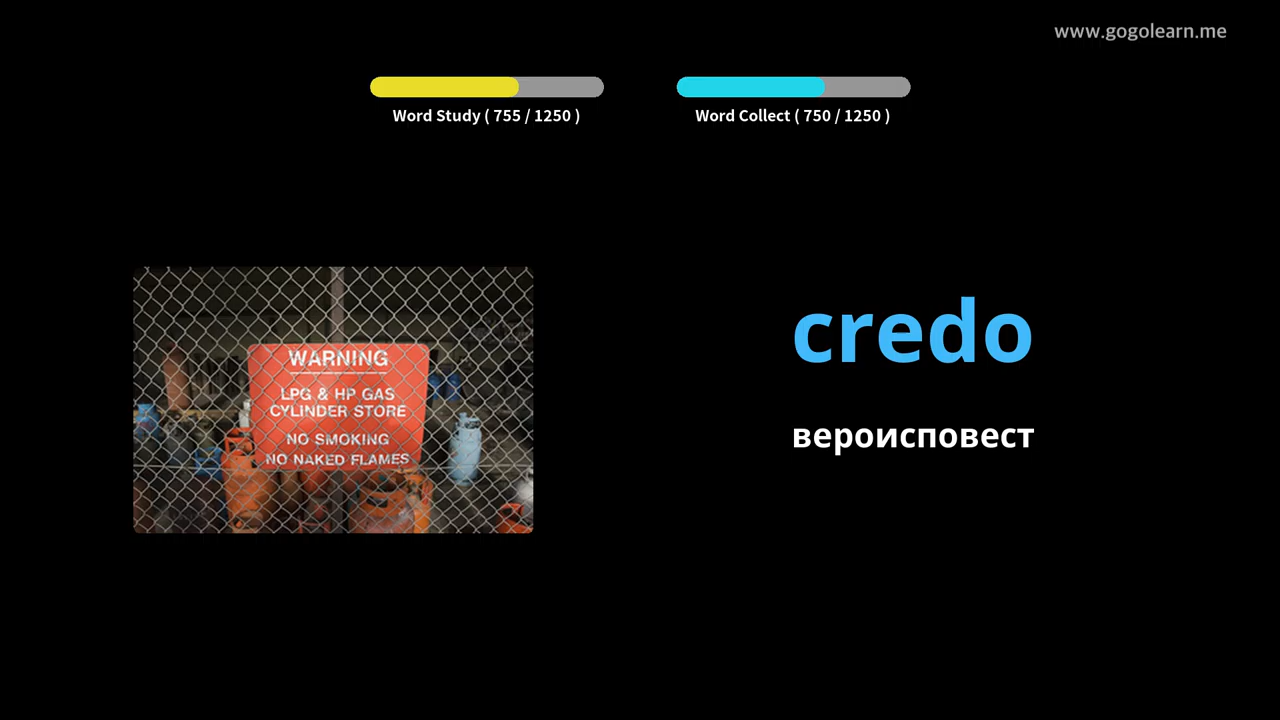 www.gogolearn.me
Word Study ( 755 / 1250 )
Word Collect ( 750 / 1250 )
WARNING
LPG & HP GAS
CYLINDER STORE
NO SMOKING
NO NAKED FLAMES
credo
вероисповест